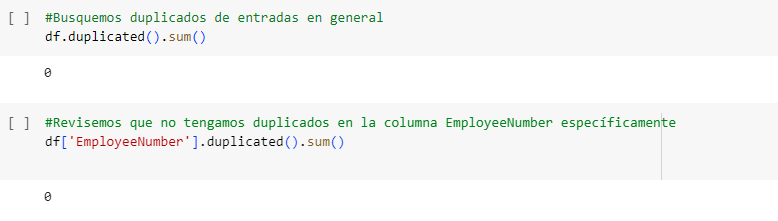 [ ] #Busquemos duplicados de entradas en general
df.duplicated().sum()
0
[ ] #Revisemos que no tengamos duplicados en la columna EmployeeNumber específicamente
df['EmployeeNumber'].duplicated().sum()
0